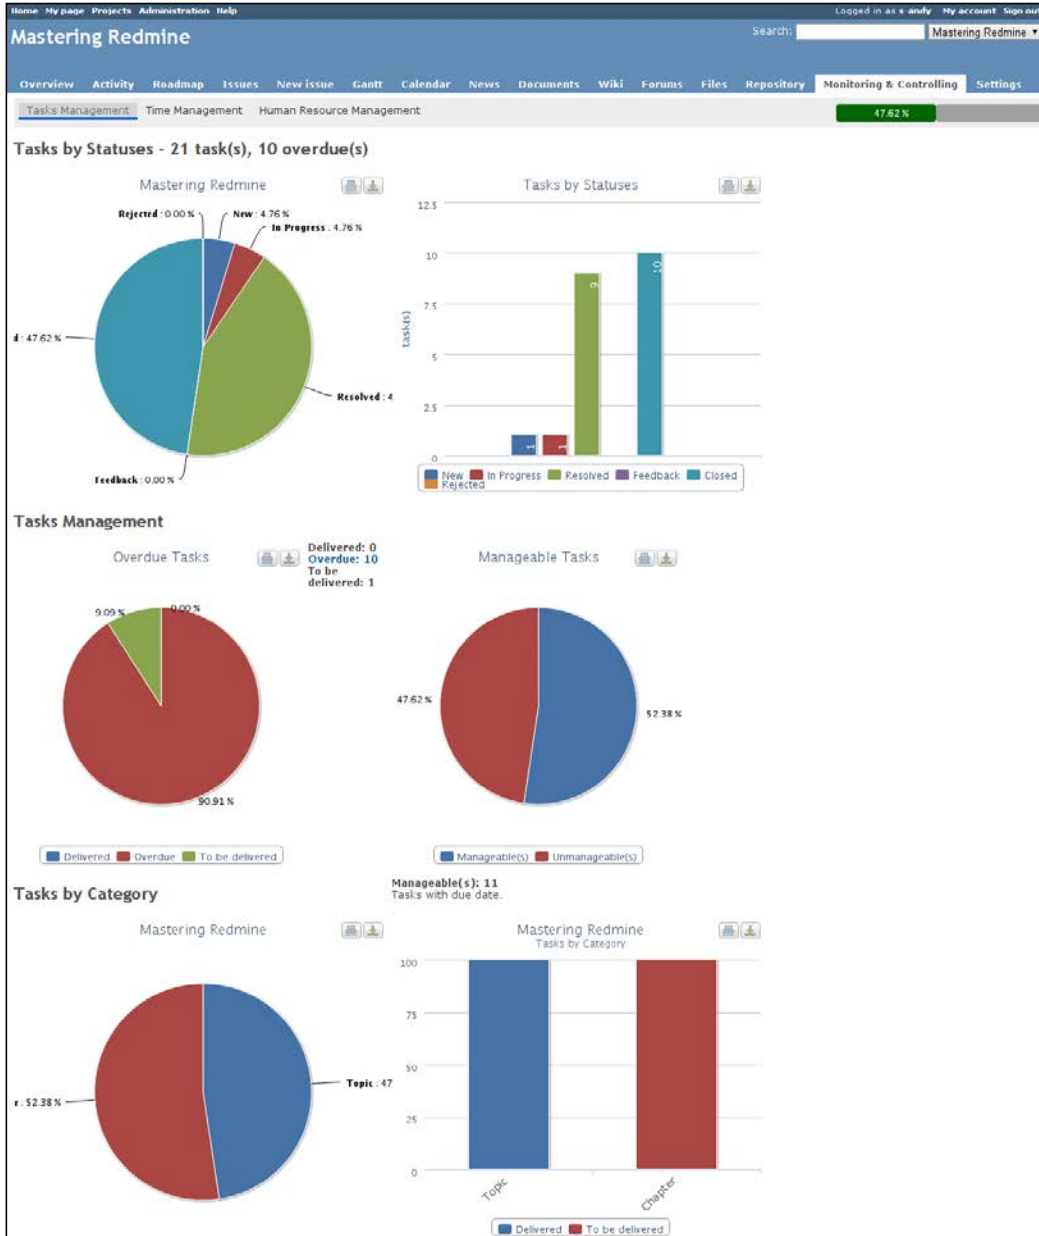 Home My page Projects Administration Help Logged in as s-andy My account Sign out
Mastering Redmine Search: Mastering Redmine
Overview Activity Roadmap Issues New issue Gantt Calendar News Documents Wiki Forums Files Repository Monitoring & Controlling Settings
Tasks Management Time Management Human Resource Management 47.62 %
Tasks by Statuses - 21 task(s), 10 overdue(s)
Mastering Redmine
Rejected : 0.00 %
New : 4.76 %
In Progress : 4.76 %
d : 47.62 %
Resolved : 4
Feedback : 0.00 %
Tasks by Statuses
12.5
10
7.5
5
2.5
0
task(s)
1
1
9
10
New In Progress Resolved Feedback Closed
Rejected
Tasks Management
Overdue Tasks
Delivered: 0
Overdue: 10
To be
delivered: 1
9.09 %
0.00 %
90.91 %
Delivered Overdue To be delivered
Manageable Tasks
47.62 %
52.38 %
Manageable(s) Unmanageable(s)
Manageable(s): 11
Tasks with due date.
Tasks by Category
Mastering Redmine
Topic : 47
r : 52.38 %
Mastering Redmine
Tasks by Category
100
75
50
25
0
Topic
Chapter
Delivered To be delivered